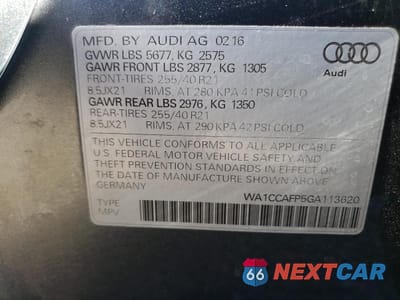 MFD. BY AUDI AG 02 16
GVWR LBS 5677, KG 2575
GAWR FRONT LBS 2877, KG 1305
FRONT-TIRES 255/40 R21
8.5JX21 RIMS, AT 280 KPA 41 PSI COLD
GAWR REAR LBS 2976, KG 1350
REAR-TIRES 255/40 R21
8.5JX21 RIMS, AT 290 KPA 42 PSI COLD
Audi
THIS VEHICLE CONFORMS TO ALL APPLICABLE
U.S. FEDERAL MOTOR VEHICLE SAFETY AND
THEFT PREVENTION STANDARDS IN EFFECT ON
THE DATE OF MANUFACTURE SHOWN ABOVE
GERMANY
WA1CCAFP5GA113620
TYPE
MPV
66 NEXTCAR